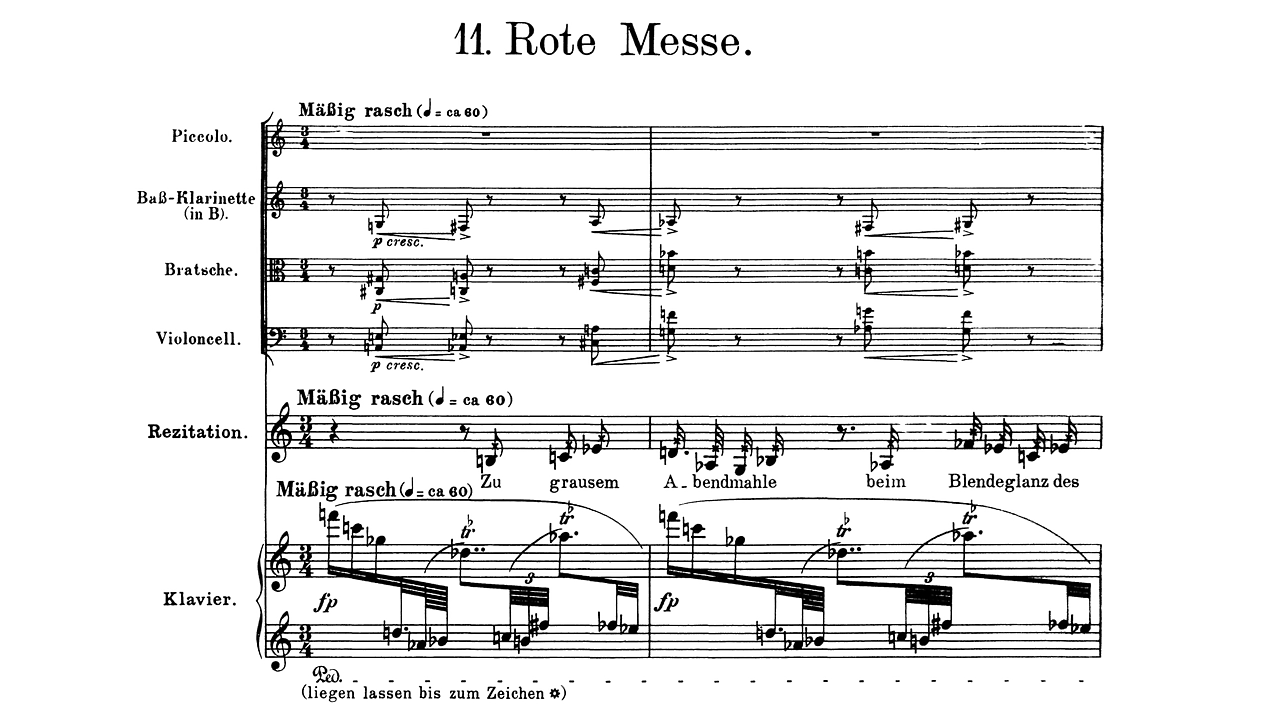 11. Rote Messe.
Mäßig rasch (♩ = ca 60)
Piccolo.
Baß-Klarinette
(in B).
p cresc.
Bratsche.
p
Violoncell.
p cresc.
Mäßig rasch (♩ = ca 60)
Rezitation.
Zu grausem A - bendmahle beim Blendeglanz des
Mäßig rasch (♩ = ca 60)
tr tr tr tr
3 3
Klavier.
fp fp
Ped.
(liegen lassen bis zum Zeichen ✲)